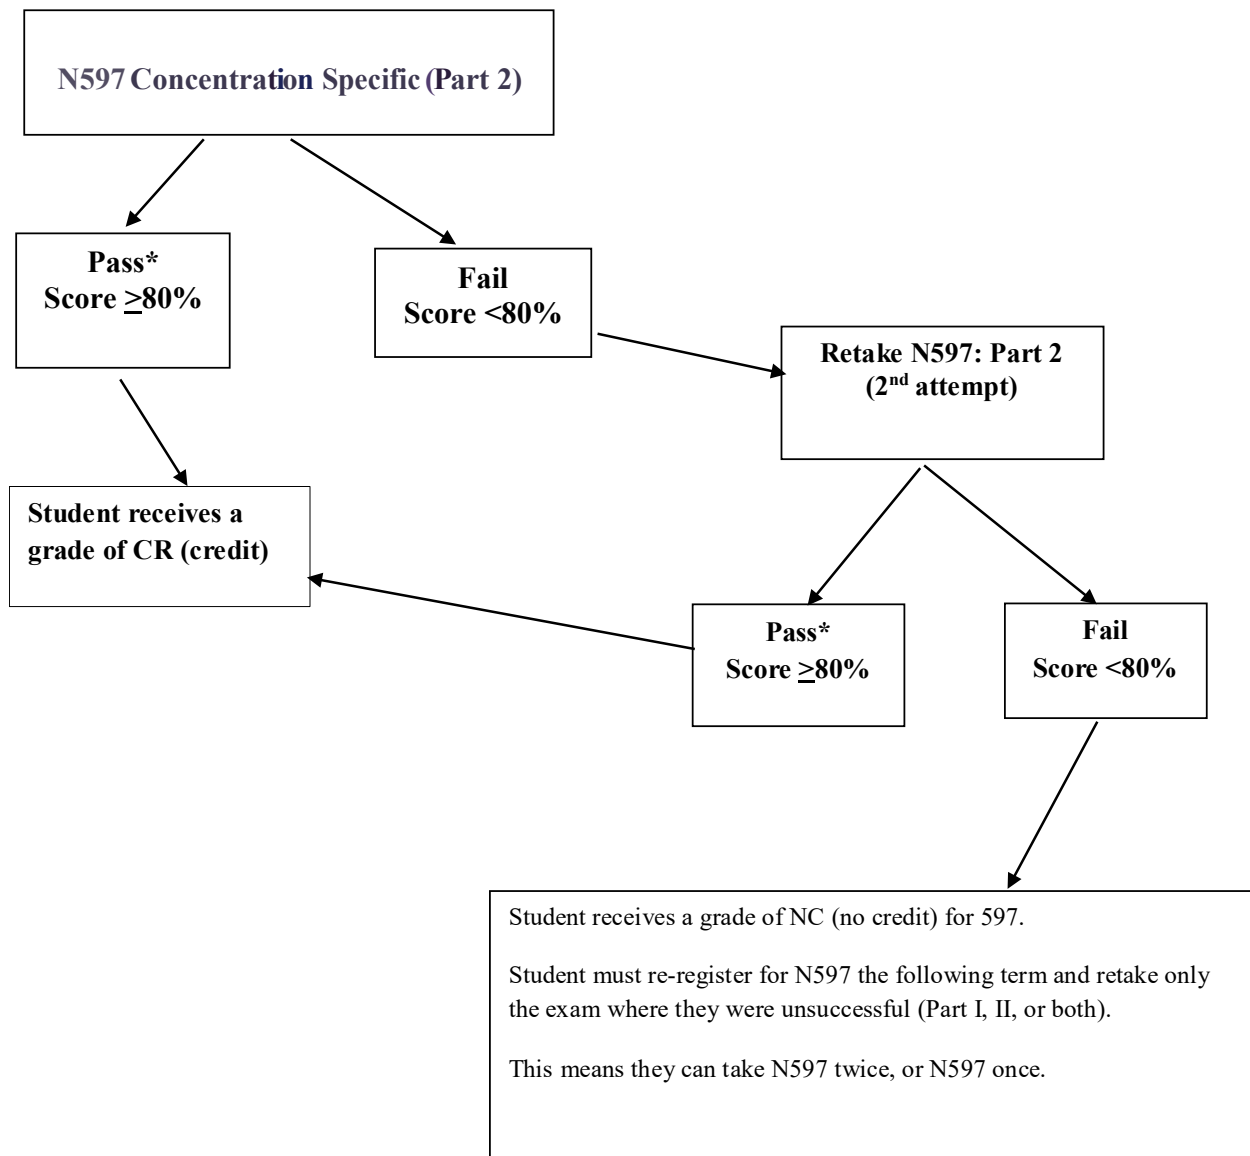 N597 Concentration Specific (Part 2)
Pass*
Score ≥80%
Fail
Score <80%
Retake N597: Part 2
(2nd attempt)
Student receives a
grade of CR (credit)
Pass*
Score ≥80%
Fail
Score <80%
Student receives a grade of NC (no credit) for 597.
Student must re-register for N597 the following term and retake only
the exam where they were unsuccessful (Part I, II, or both).
This means they can take N597 twice, or N597 once.